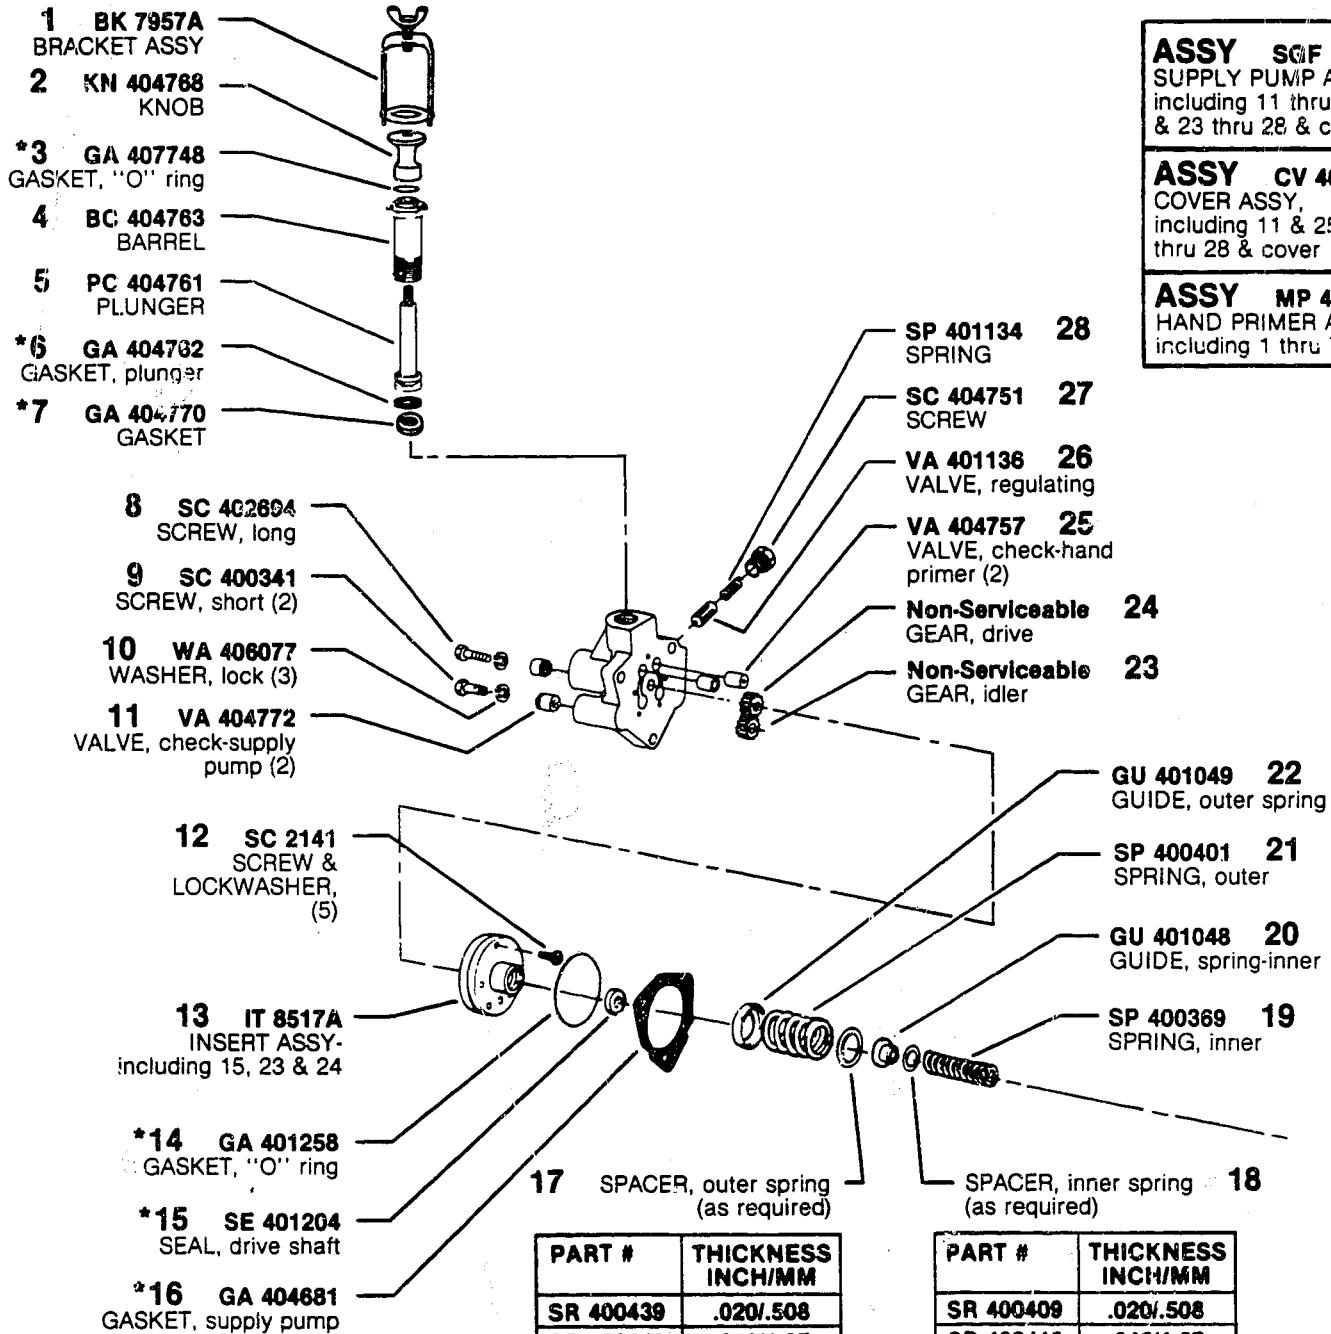 1 BK 7957A
BRACKET ASSY
2 KN 404768
KNOB
*3 GA 407748
GASKET, "O" ring
4 BC 404763
BARREL
5 PC 404761
PLUNGER
*6 GA 404762
GASKET, plunger
*7 GA 404770
GASKET
8 SC 402694
SCREW, long
9 SC 400341
SCREW, short (2)
10 WA 406077
WASHER, lock (3)
11 VA 404772
VALVE, check-supply
pump (2)
12 SC 2141
SCREW &
LOCKWASHER,
(5)
13 IT 8517A
INSERT ASSY-
including 15, 23 & 24
*14 GA 401258
GASKET, "O" ring
*15 SE 401204
SEAL, drive shaft
*16 GA 404681
GASKET, supply pump
ASSY SGF
SUPPLY PUMP A
including 11 thru
& 23 thru 28 & c
ASSY CV 40
COVER ASSY,
including 11 & 25
thru 28 & cover
ASSY MP 4
HAND PRIMER A
including 1 thru
SP 401134 28
SPRING
SC 404751 27
SCREW
VA 401136 26
VALVE, regulating
VA 404757 25
VALVE, check-hand
primer (2)
Non-Serviceable 24
GEAR, drive
Non-Serviceable 23
GEAR, idler
GU 401049 22
GUIDE, outer spring
SP 400401 21
SPRING, outer
GU 401048 20
GUIDE, spring-inner
SP 400369 19
SPRING, inner
17 SPACER, outer spring
(as required)
PART # THICKNESS
INCH/MM
SR 400439 .020/.508
SPACER, inner spring 18
(as required)
PART # THICKNESS
INCH/MM
SR 400409 .020/.508